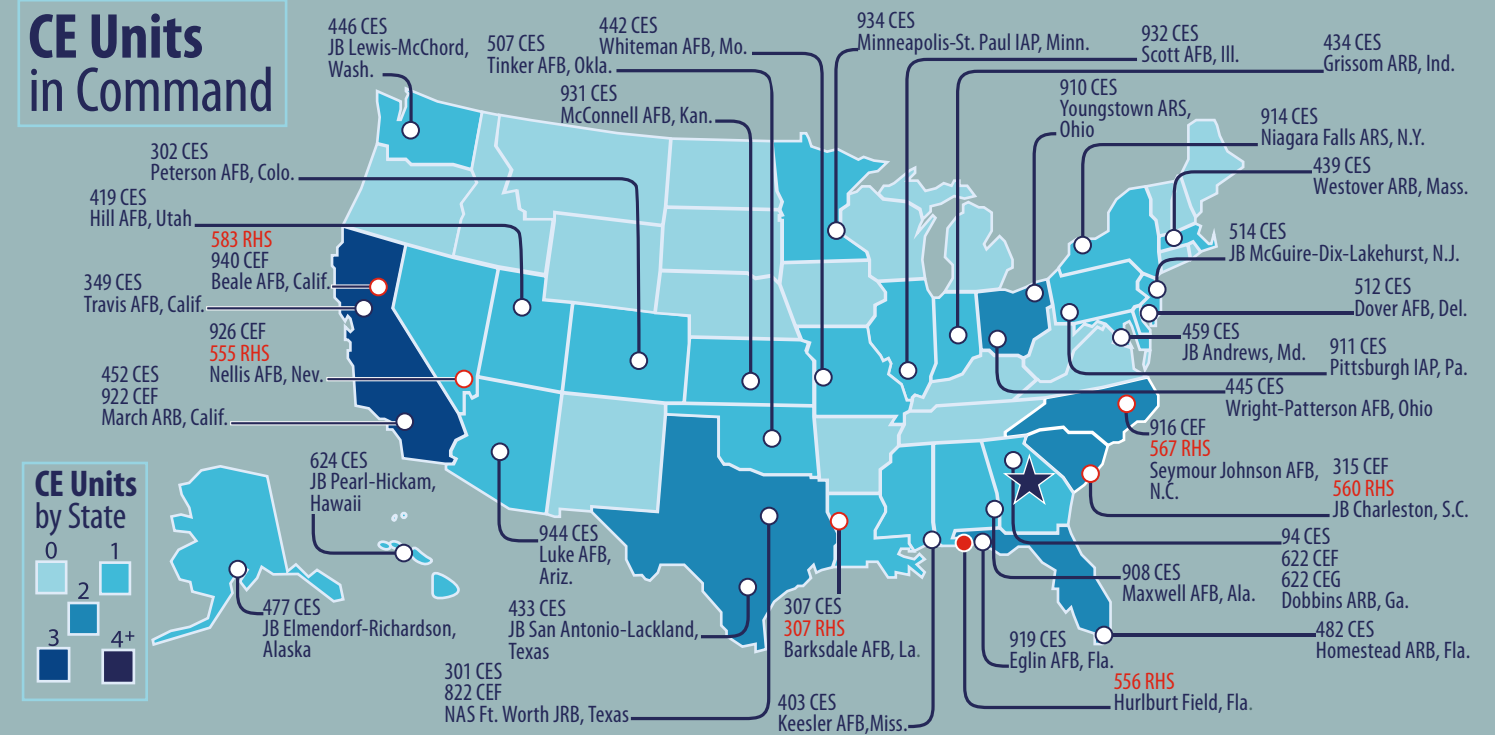 CE Units
in Command
446 CES
JB Lewis-McChord,
Wash.
507 CES
Tinker AFB, Okla.
442 CES
Whiteman AFB, Mo.
934 CES
Minneapolis-St. Paul IAP, Minn.
932 CES
Scott AFB, Ill.
434 CES
Grissom ARB, Ind.
931 CES
McConnell AFB, Kan.
910 CES
Youngstown ARS,
Ohio
914 CES
Niagara Falls ARS, N.Y.
302 CES
Peterson AFB, Colo.
439 CES
Westover ARB, Mass.
419 CES
Hill AFB, Utah
583 RHS
940 CEF
Beale AFB, Calif.
514 CES
JB McGuire-Dix-Lakehurst, N.J.
349 CES
Travis AFB, Calif.
512 CES
Dover AFB, Del.
926 CEF
555 RHS
Nellis AFB, Nev.
459 CES
JB Andrews, Md.
911 CES
Pittsburgh IAP, Pa.
452 CES
922 CEF
March ARB, Calif.
445 CES
Wright-Patterson AFB, Ohio
916 CEF
567 RHS
Seymour Johnson AFB,
N.C.
315 CEF
560 RHS
JB Charleston, S.C.
CE Units
by State
0
1
2
3
4+
624 CES
JB Pearl-Hickam,
Hawaii
944 CES
Luke AFB,
Ariz.
94 CES
622 CEF
622 CEG
Dobbins ARB, Ga.
908 CES
Maxwell AFB, Ala.
477 CES
JB Elmendorf-Richardson,
Alaska
433 CES
JB San Antonio-Lackland,
Texas
307 CES
307 RHS
Barksdale AFB, La.
919 CES
Eglin AFB, Fla.
482 CES
Homestead ARB, Fla.
301 CES
822 CEF
NAS Ft. Worth JRB, Texas
403 CES
Keesler AFB,Miss.
556 RHS
Hurlburt Field, Fla.